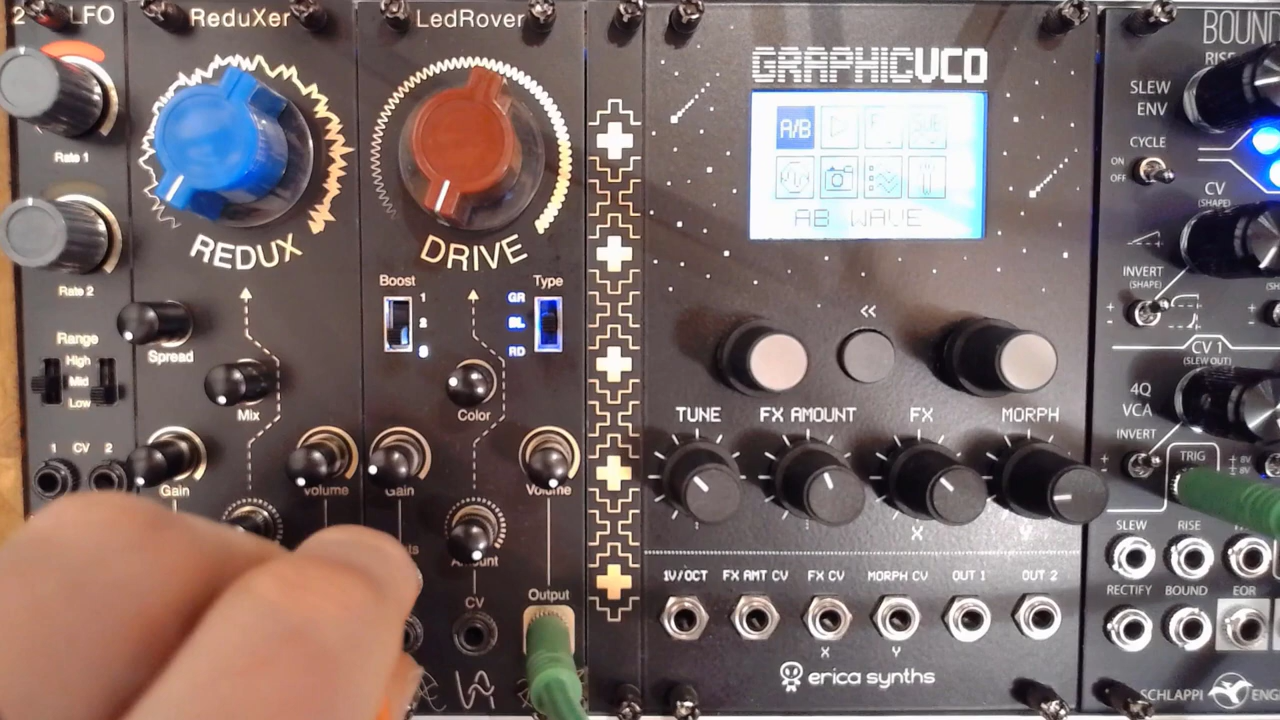 2 LFO
Rate 1
Rate 2
Range
High
Mid
Low
1 CV 2
ReduXer
REDUX
Spread
Mix
Gain
Volume
LedRover
DRIVE
Boost
1
2
Type
GR
BL
RD
Color
Gain
Volume
Amount
CV
Output
GRAPHICVCO
A/B
AB WAVE
<<
TUNE
FX AMOUNT
FX
MORPH
X
1V/OCT
FX AMT CV
FX CV
MORPH CV
OUT 1
OUT 2
X
Y
erica synths
BOUND
SLEW
ENV
CYCLE
ON
OFF
CV
(SHAPE)
INVERT
(SHAPE)
CV 1
(SLEW OUT)
4Q
VCA
INVERT
TRIG
SLEW
RISE
RECTIFY
BOUND
EOR
SCHLAPPI
ENG